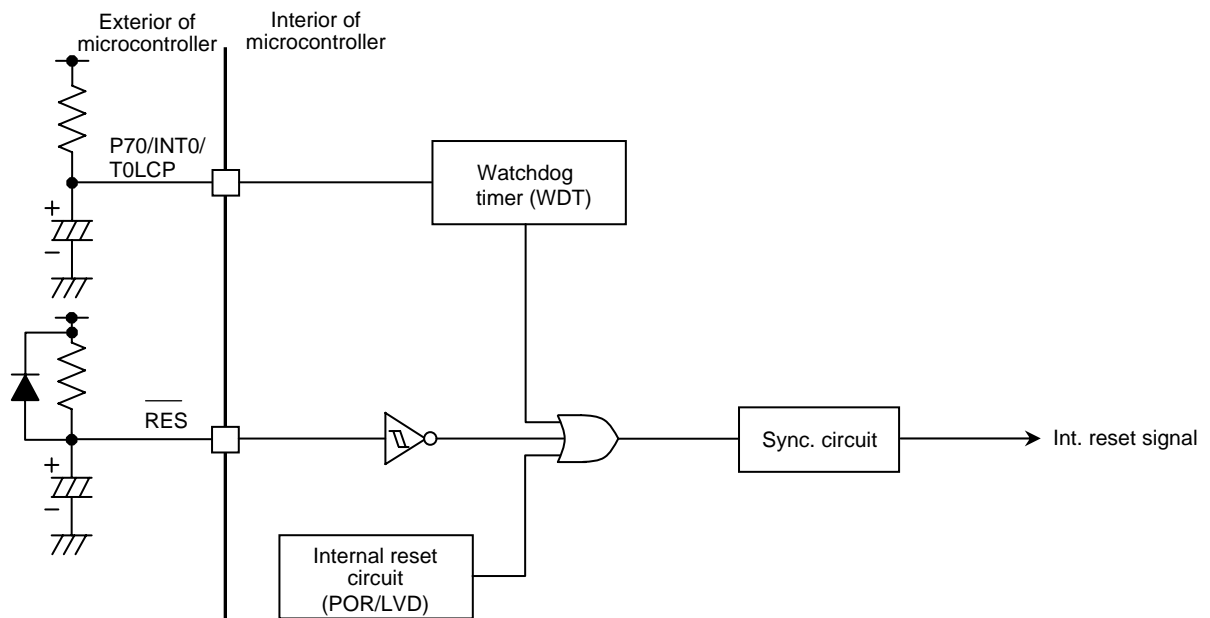 Exterior of
microcontroller
Interior of
microcontroller
P70/INT0/
T0LCP
Watchdog
timer (WDT)
+
−
RES
Sync. circuit
Int. reset signal
+
−
Internal reset
circuit
(POR/LVD)